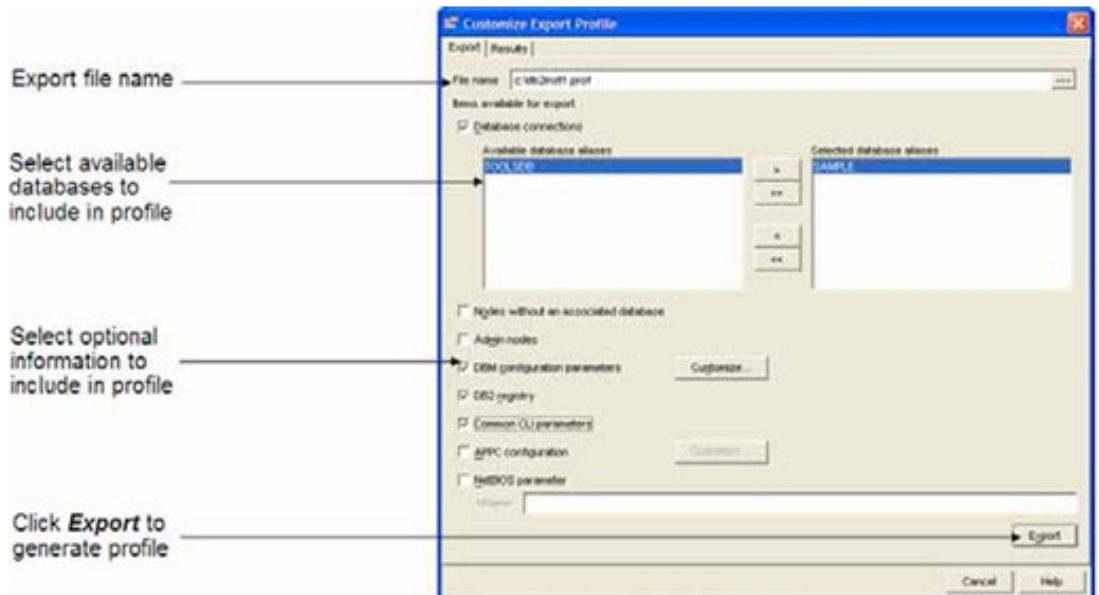 Customize Export Profile
Export Results
Export file name
File name
Items available for export
Database connections
Select available
databases to
include in profile
Available database aliases
TOOLSDB
>
>>
<
<<
Selected database aliases
SAMPLE
Nodes without an associated database
Admin nodes
Select optional
information to
include in profile
DBM configuration parameters
Customize...
DB2 registry
Common CLI parameters
APPC configuration
NetBIOS parameter
Click Export to
generate profile
Export
Cancel Help